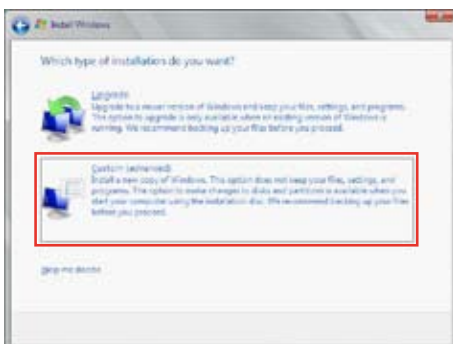 Install Windows
Which type of installation do you want?
Upgrade
Upgrade to a newer version of Windows and keep your files, settings, and programs.
The option to upgrade is only available when an existing version of Windows is
running. We recommend backing up your files before you proceed.
Custom (advanced)
Install a new copy of Windows. This option does not keep your files, settings, and
programs. The option to make changes to disks and partitions is available when you
start your computer using the installation disc. We recommend backing up your files
before you proceed.
Help me decide